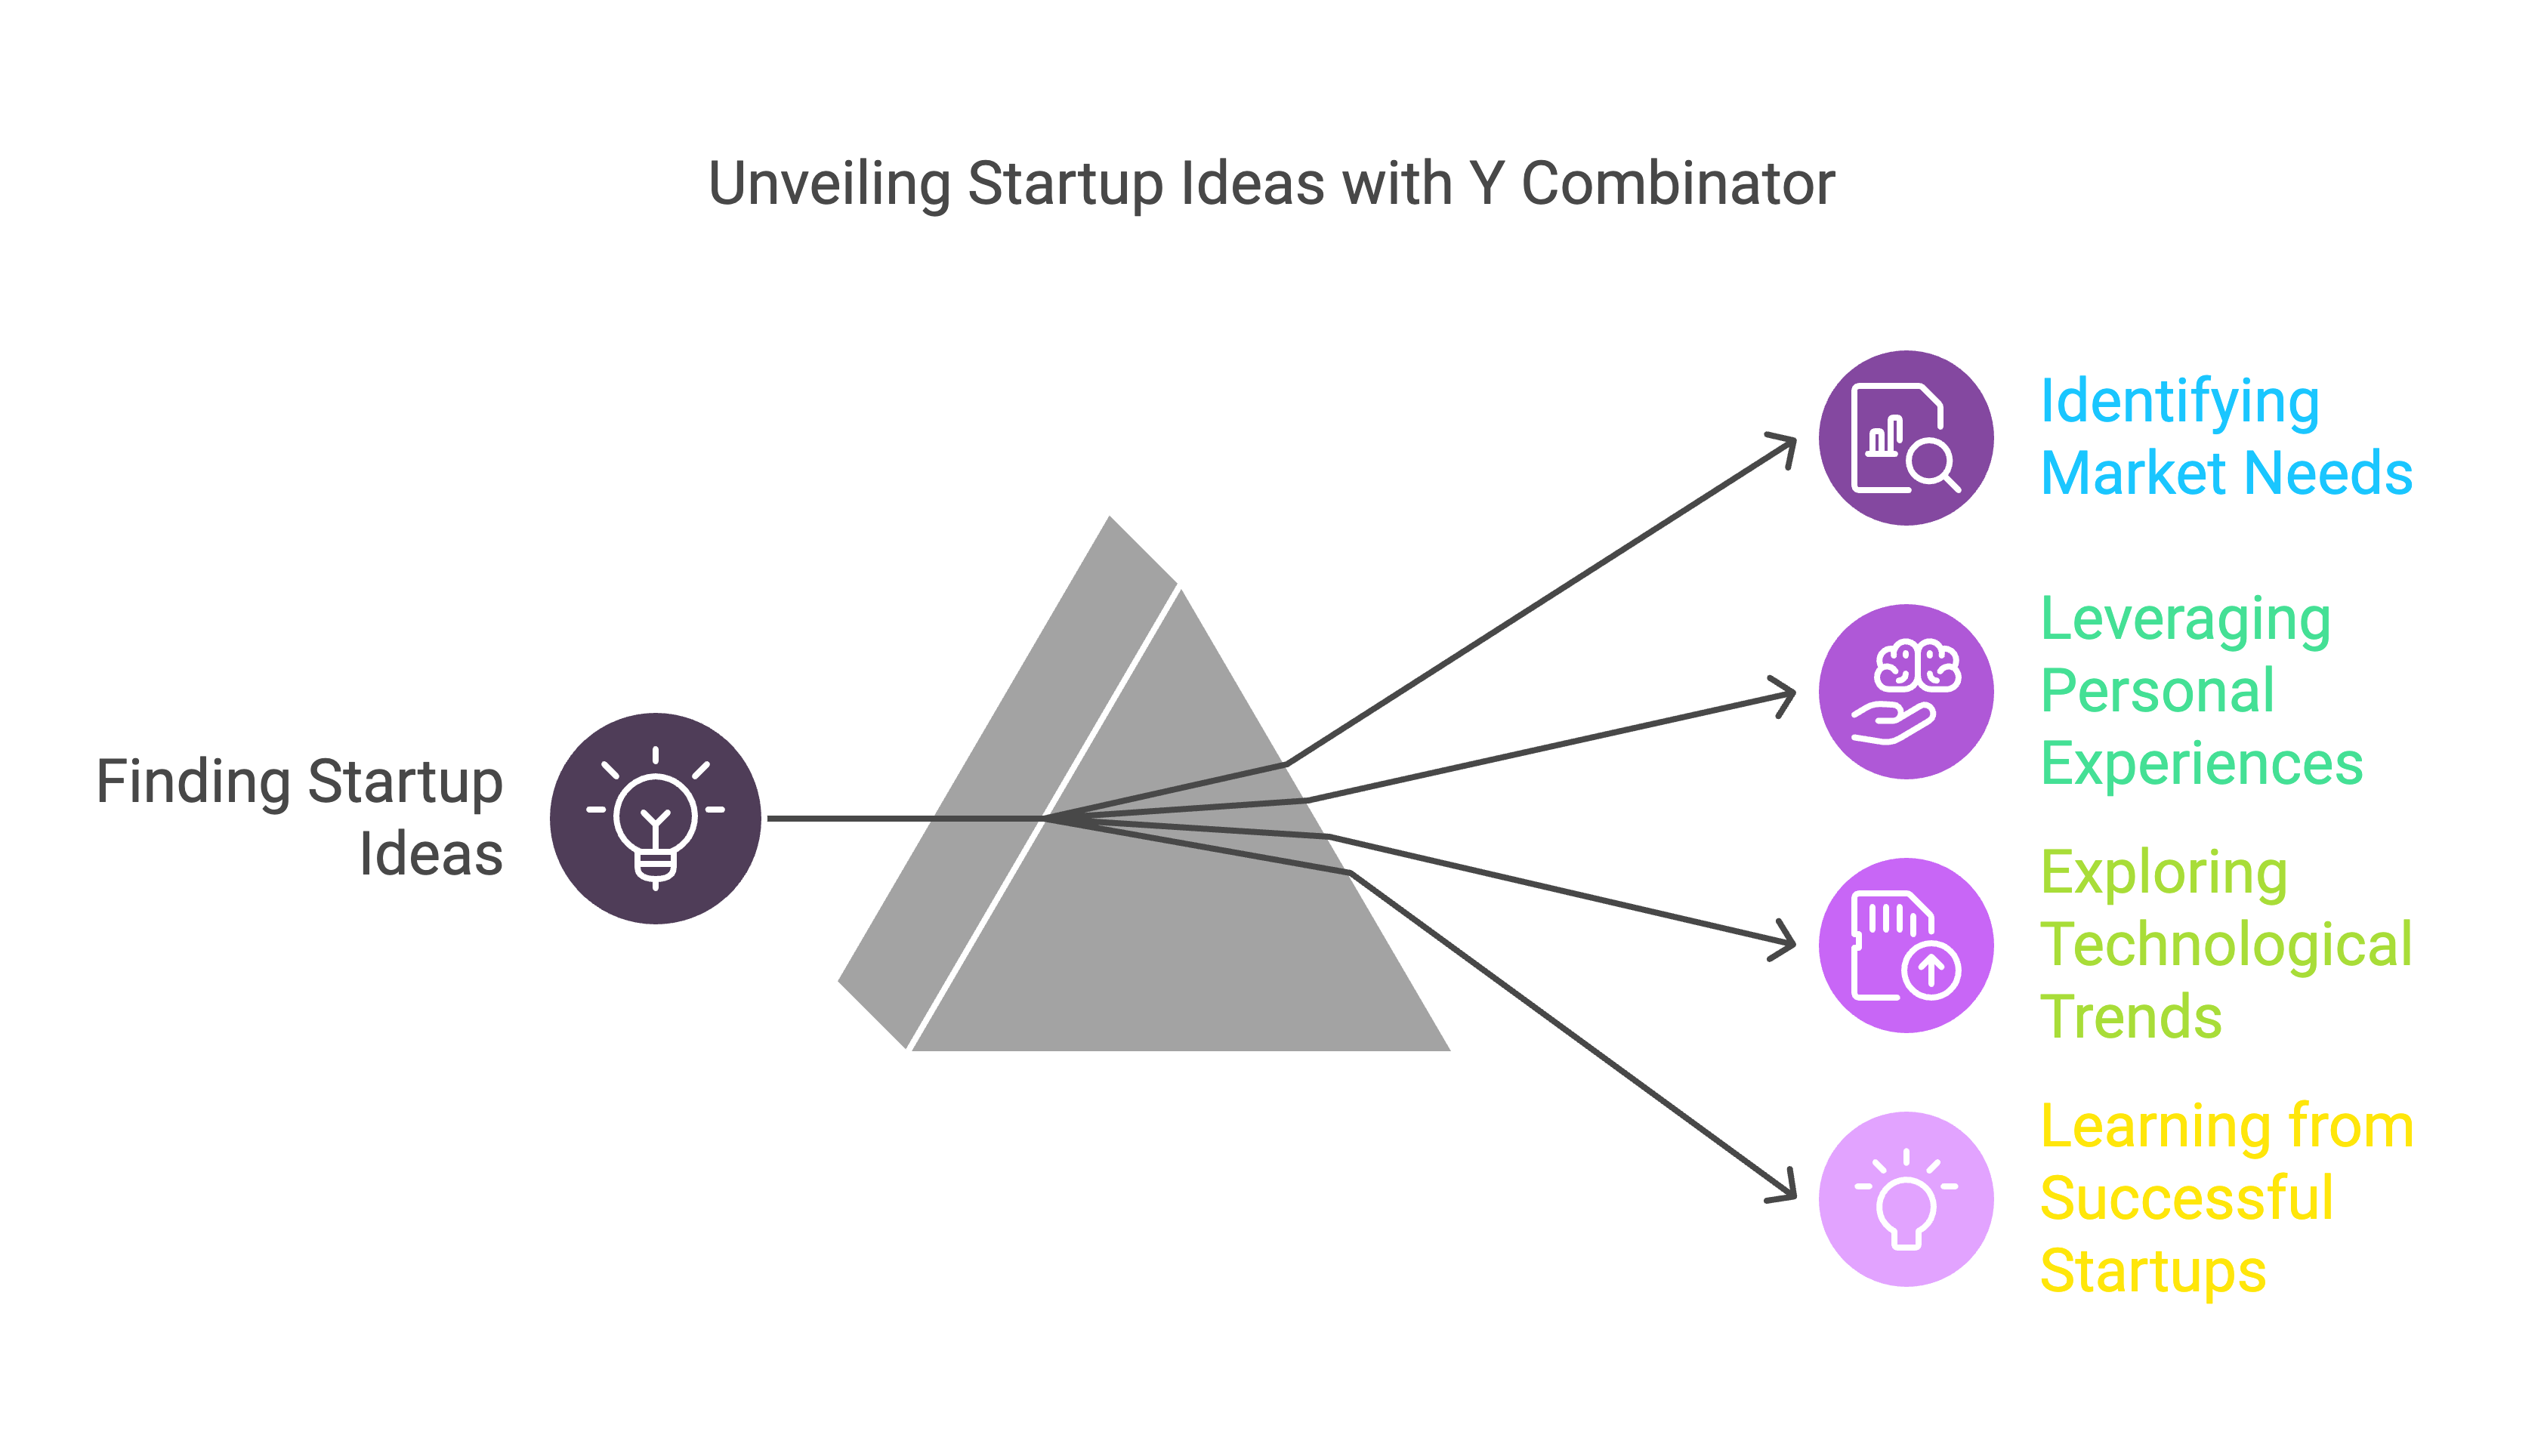 Unveiling Startup Ideas with Y Combinator
Finding Startup
Ideas
Identifying
Market Needs
Leveraging
Personal
Experiences
Exploring
Technological
Trends
Learning from
Successful
Startups